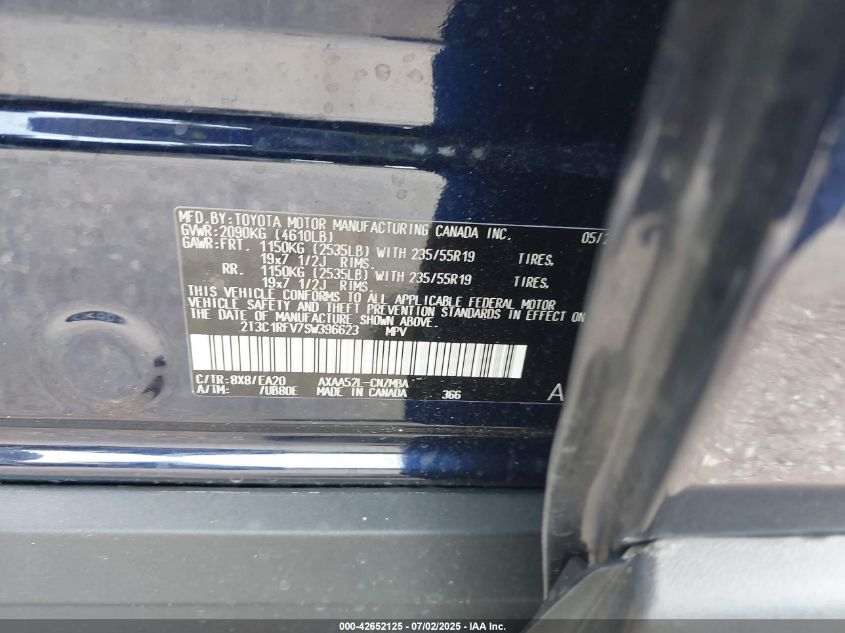 MFD.BY:TOYOTA MOTOR MANUFACTURING CANADA INC. 05/
GVWR:2090KG (4610LB)
GAWR:FRT. 1150KG (2535LB) WITH 235/55R19 TIRES,
19x7 1/2J RIMS.
RR. 1150KG (2535LB) WITH 235/55R19 TIRES,
19x7 1/2J RIMS.
THIS VEHICLE CONFORMS TO ALL APPLICABLE FEDERAL MOTOR
VEHICLE SAFETY AND THEFT PREVENTION STANDARDS IN EFFECT ON
THE DATE OF MANUFACTURE SHOWN ABOVE.
2T3C1RFV7SW396623 MPV
C/TR:8X8/EA20 AXAA52L-CNZMBA
A/TM: /UB80E MADE IN CANADA 366 A
000-42652125 - 07/02/2025 - IAA Inc.